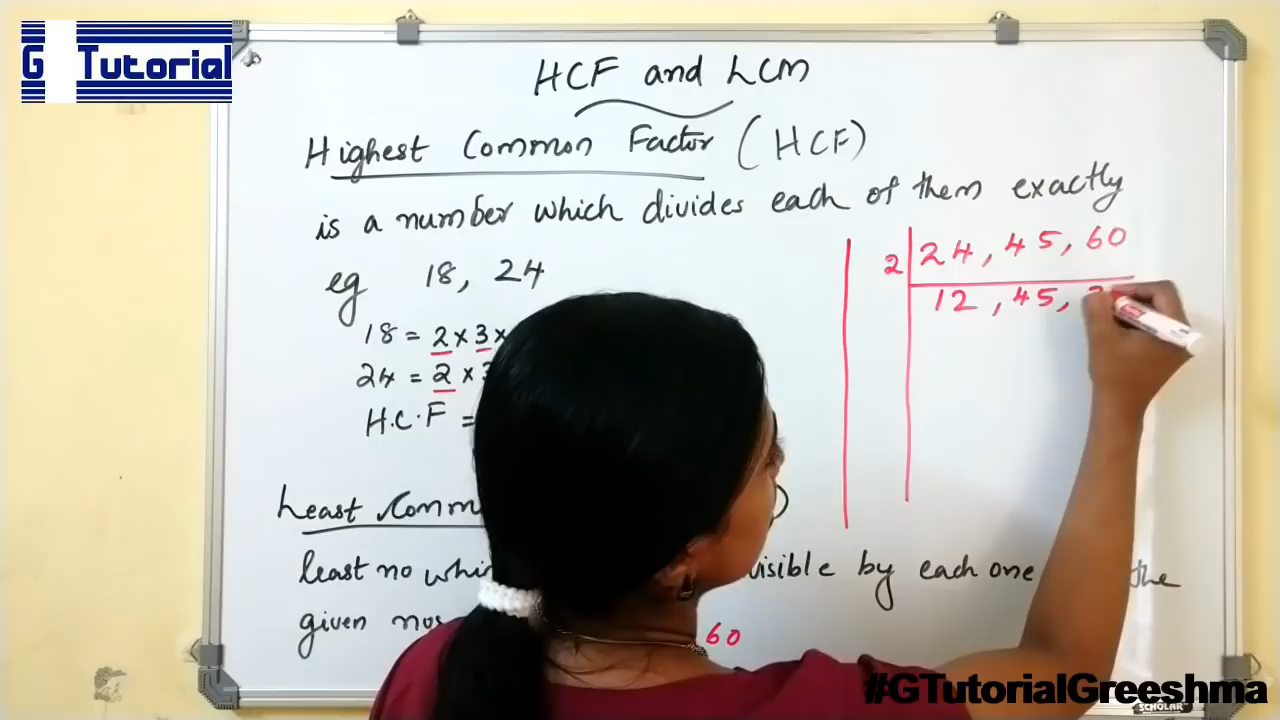 G Tutorial
HCF and LCM
Highest Common Factor (HCF)
is a number which divides each of them exactly
eg 18, 24
18 = 2 x 3 x
24 = 2 x 3
H.C.F =
2 24, 45, 60
12, 45,
Least Comm
least no whi visible by each one the
given nos 60
#GTutorialGreeshma
SCHOLAR